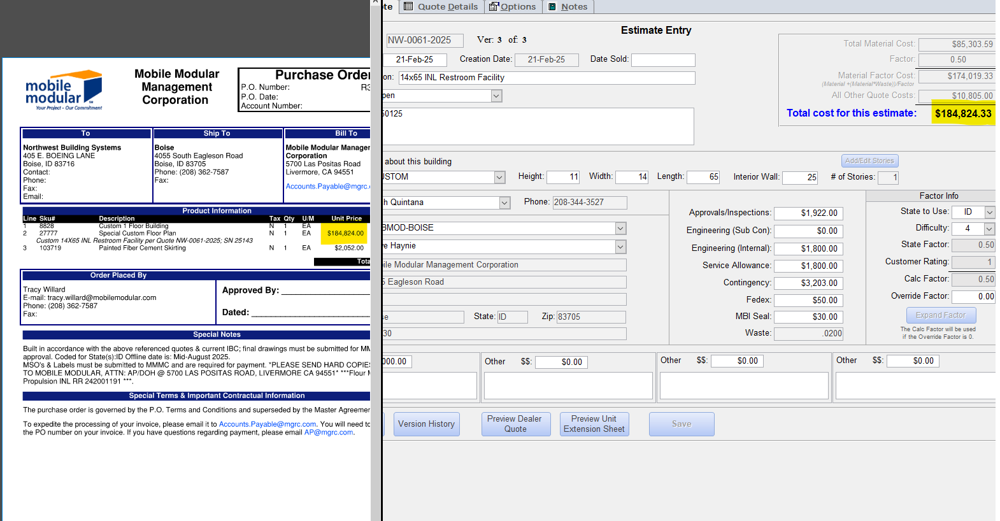 mobile
modular
Your Project - Our Commitment
Mobile Modular
Management
Corporation
Purchase Order
P.O. Number: R3
P.O. Date:
Account Number:
To Ship To Bill To
Northwest Building Systems
405 E. BOEING LANE
Boise, ID 83716
Contact:
Phone:
Fax:
Email:
Boise
4055 South Eagleson Road
Boise, ID 83705
Phone: (208) 362-7587
Fax:
Mobile Modular Manager
Corporation
5700 Las Positas Road
Livermore, CA 94551
Accounts.Payable@mgrc.
Product Information
Line Sku# Description Tax Qty U/M Unit Price
1 8828 Custom 1 Floor Building N 1 EA
2 27777 Special Custom Floor Plan N 1 EA $184,824.00
Custom 14X65 INL Restroom Facility per Quote NW-0061-2025; SN 25143
3 103719 Painted Fiber Cement Skirting N 1 EA $2,052.00
Tota
Order Placed By
Tracy Willard
E-mail: tracy.willard@mobilemodular.com
Phone: (208) 362-7587
Fax:
Approved By:
Dated:
Special Notes
Built in accordance with the above referenced quotes & current IBC; final drawings must be submitted for MM
approval. Coded for State(s):ID Offline date is: Mid-August 2025.
MSO's & Labels must be submitted to MMMC and are required for payment. *PLEASE SEND HARD COPIES
TO MOBILE MODULAR, ATTN: AP/DOH @ 5700 LAS POSITAS ROAD, LIVERMORE CA 94551* ***Flour M
Propulsion INL RR 242001191 ***.
Special Terms & Important Contractual Information
The purchase order is governed by the P.O. Terms and Conditions and superseded by the Master Agreemen
To expedite the processing of your invoice, please email it to Accounts.Payable@mgrc.com. You will need to
the PO number on your invoice. If you have questions regarding payment, please email AP@mgrc.com.
te Quote Details Options Notes
Estimate Entry
NW-0061-2025 Ver: 3 of: 3
21-Feb-25 Creation Date: 21-Feb-25 Date Sold:
on: 14x65 INL Restroom Facility
pen
50125
Total Material Cost: $85,303.59
Factor: 0.50
Material Factor Cost: $174,019.33
(Material +(Material*Waste))/Factor
All Other Quote Costs: $10,805.00
Total cost for this estimate: $184,824.33
about this building
Add/Edit Stories
USTOM Height: 11 Width: 14 Length: 65 Interior Wall: 25 # of Stories: 1
h Quintana Phone: 208-344-3527
BMOD-BOISE
ve Haynie
ile Modular Management Corporation
5 Eagleson Road
se State: ID Zip: 83705
30
Approvals/Inspections: $1,922.00
Engineering (Sub Con): $0.00
Engineering (Internal): $1,800.00
Service Allowance: $1,800.00
Contingency: $3,203.00
Fedex: $50.00
MBI Seal: $30.00
Waste: .0200
Factor Info
State to Use: ID
Difficulty: 4
State Factor: 0.50
Customer Rating: 1
Calc Factor: 0.50
Override Factor: 0.00
Expand Factor
The Calc Factor will be used
if the Override Factor is 0.
000.00 Other $$: $0.00 Other $$: $0.00 Other $$: $0.00
Version History
Preview Dealer
Quote
Preview Unit
Extension Sheet
Save